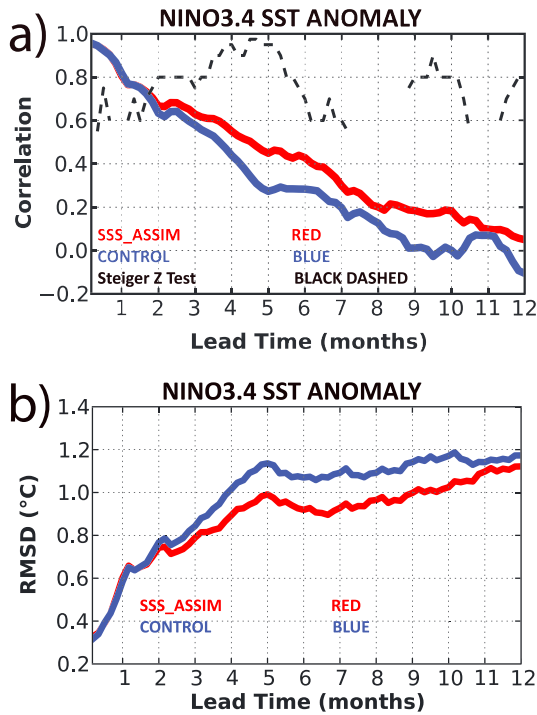 a)
NINO3.4 SST ANOMALY
1.0
0.8
0.6
0.4
0.2
0.0
−0.2
Correlation
SSS_ASSIM RED
CONTROL BLUE
Steiger Z Test BLACK DASHED
1 2 3 4 5 6 7 8 9 10 11 12
Lead Time (months)
b)
NINO3.4 SST ANOMALY
1.4
1.2
1.0
0.8
0.6
0.4
0.2
RMSD (°C)
SSS_ASSIM RED
CONTROL BLUE
1 2 3 4 5 6 7 8 9 10 11 12
Lead Time (months)